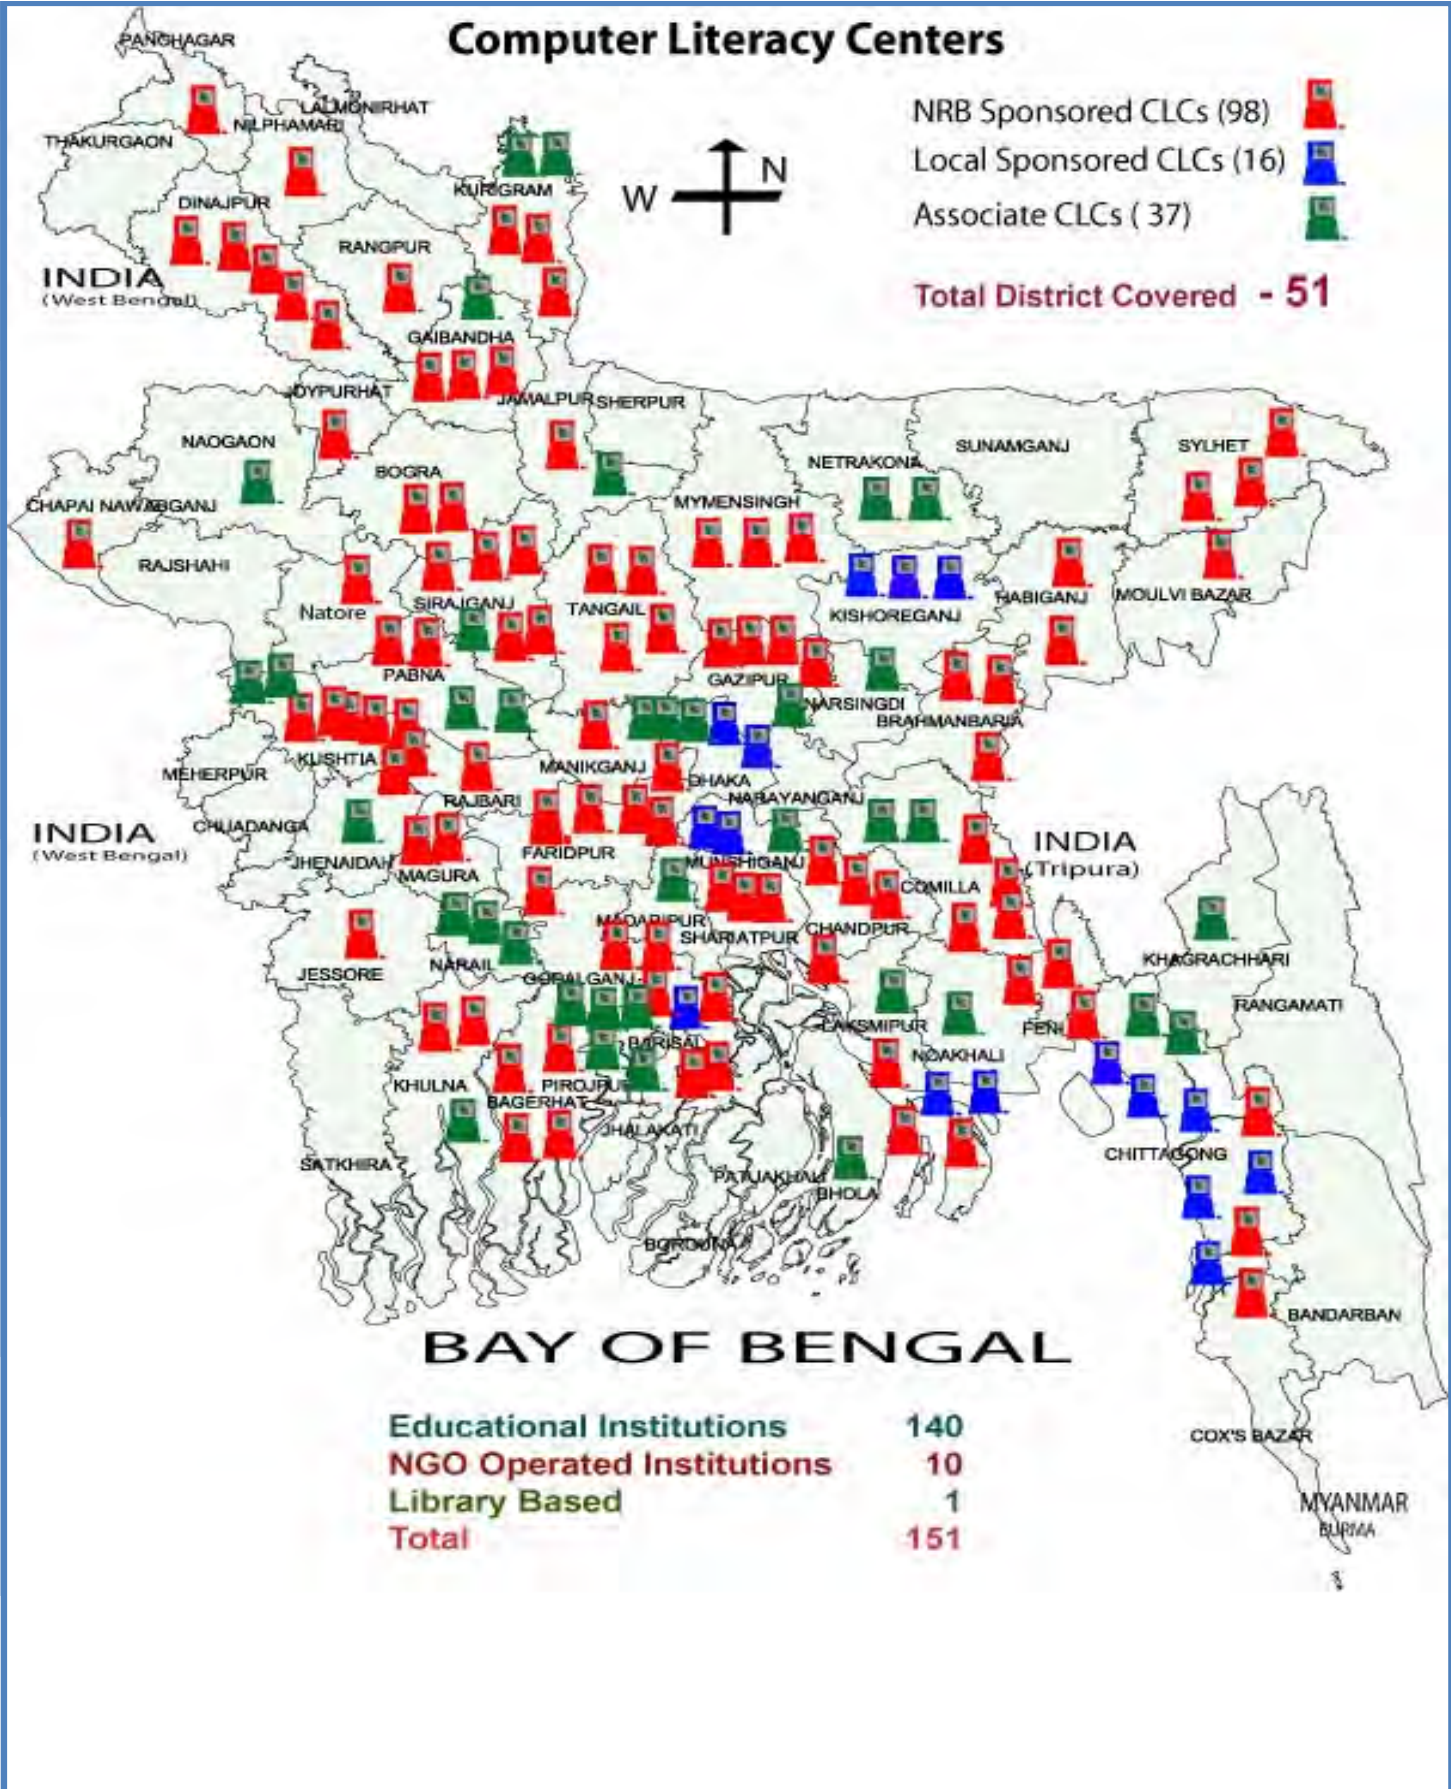 Computer Literacy Centers
PANCHAGAR
NRB Sponsored CLCs (98)
LALMONIRHAT
NILPHAMARI
THAKURGAON
Local Sponsored CLCs (16)
N
KURIGRAM
W
DINAJPUR
Associate CLCs ( 37)
RANGPUR
INDIA
(West Bengal)
Total District Covered - 51
GAIBANDHA
JOYPURHAT
JAMALPUR
SHERPUR
NAOGAON
SUNAMGANJ
SYLHET
NETRAKONA
BOGRA
MYMENSINGH
CHAPAI NAWABGANJ
RAJSHAHI
Natore
SIRAJGANJ
TANGAIL
KISHOREGANJ
HABIGANJ
MOULVI BAZAR
PABNA
GAZIPUR
NARSINGDI
BRAHMANBARIA
KUSHTIA
MEHERPUR
MANIKGANJ
DHAKA
RAJBARI
NARAYANGANJ
CHUADANGA
INDIA
(West Bengal)
INDIA
(Tripura)
FARIDPUR
JHENAIDAH
MAGURA
MUNSHIGANJ
COMILLA
MADARIPUR
SHARIATPUR
CHANDPUR
KHAGRACHHARI
JESSORE
NARAIL
GOPALGANJ
RANGAMATI
LAKSMIPUR
FENI
BARISAL
NOAKHALI
KHULNA
PIROJPUR
BAGERHAT
JHALAKATI
CHITTAGONG
SATKHIRA
PATUAKHALI
BHOLA
BOROUNA
BANDARBAN
BAY OF BENGAL
Educational Institutions 140
COX'S BAZAR
NGO Operated Institutions 10
Library Based 1
MYANMAR
BURMA
Total 151